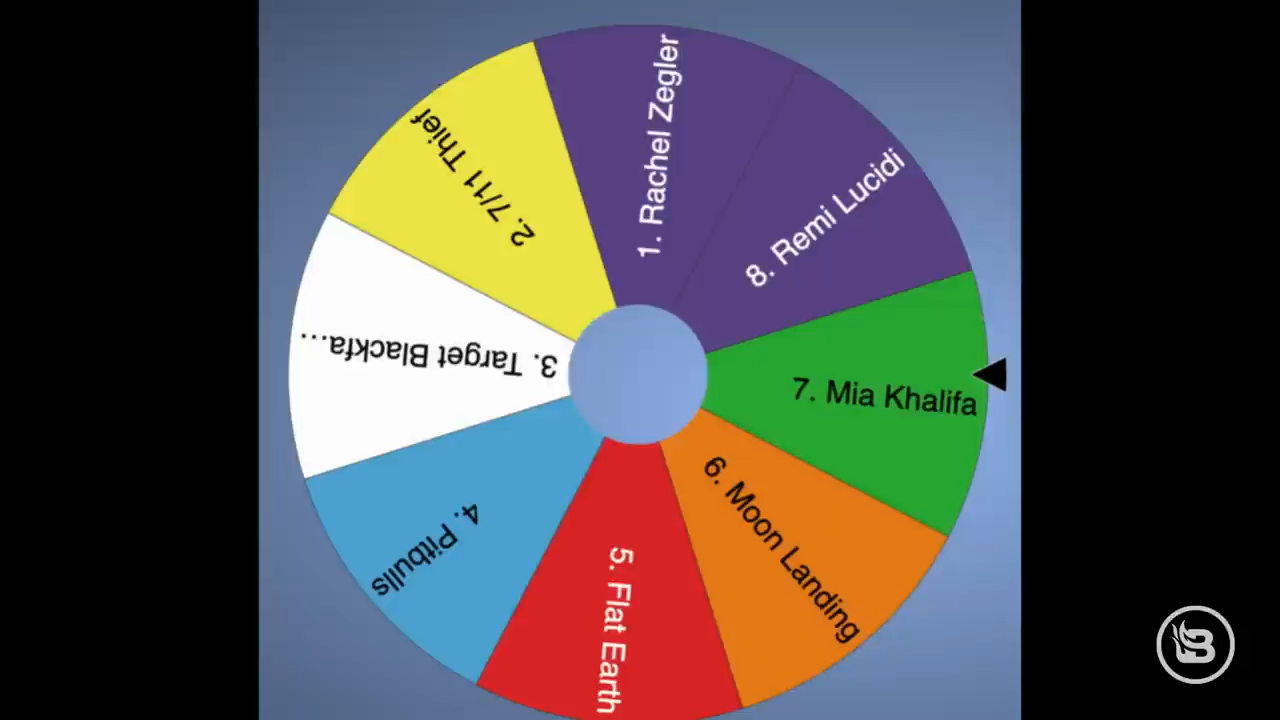 1. Rachel Zegler
2. 7/11 Thief
3. Target Blackfa...
4. Pitbulls
5. Flat Earth
6. Moon Landing
7. Mia Khalifa
8. Remi Lucidi
B